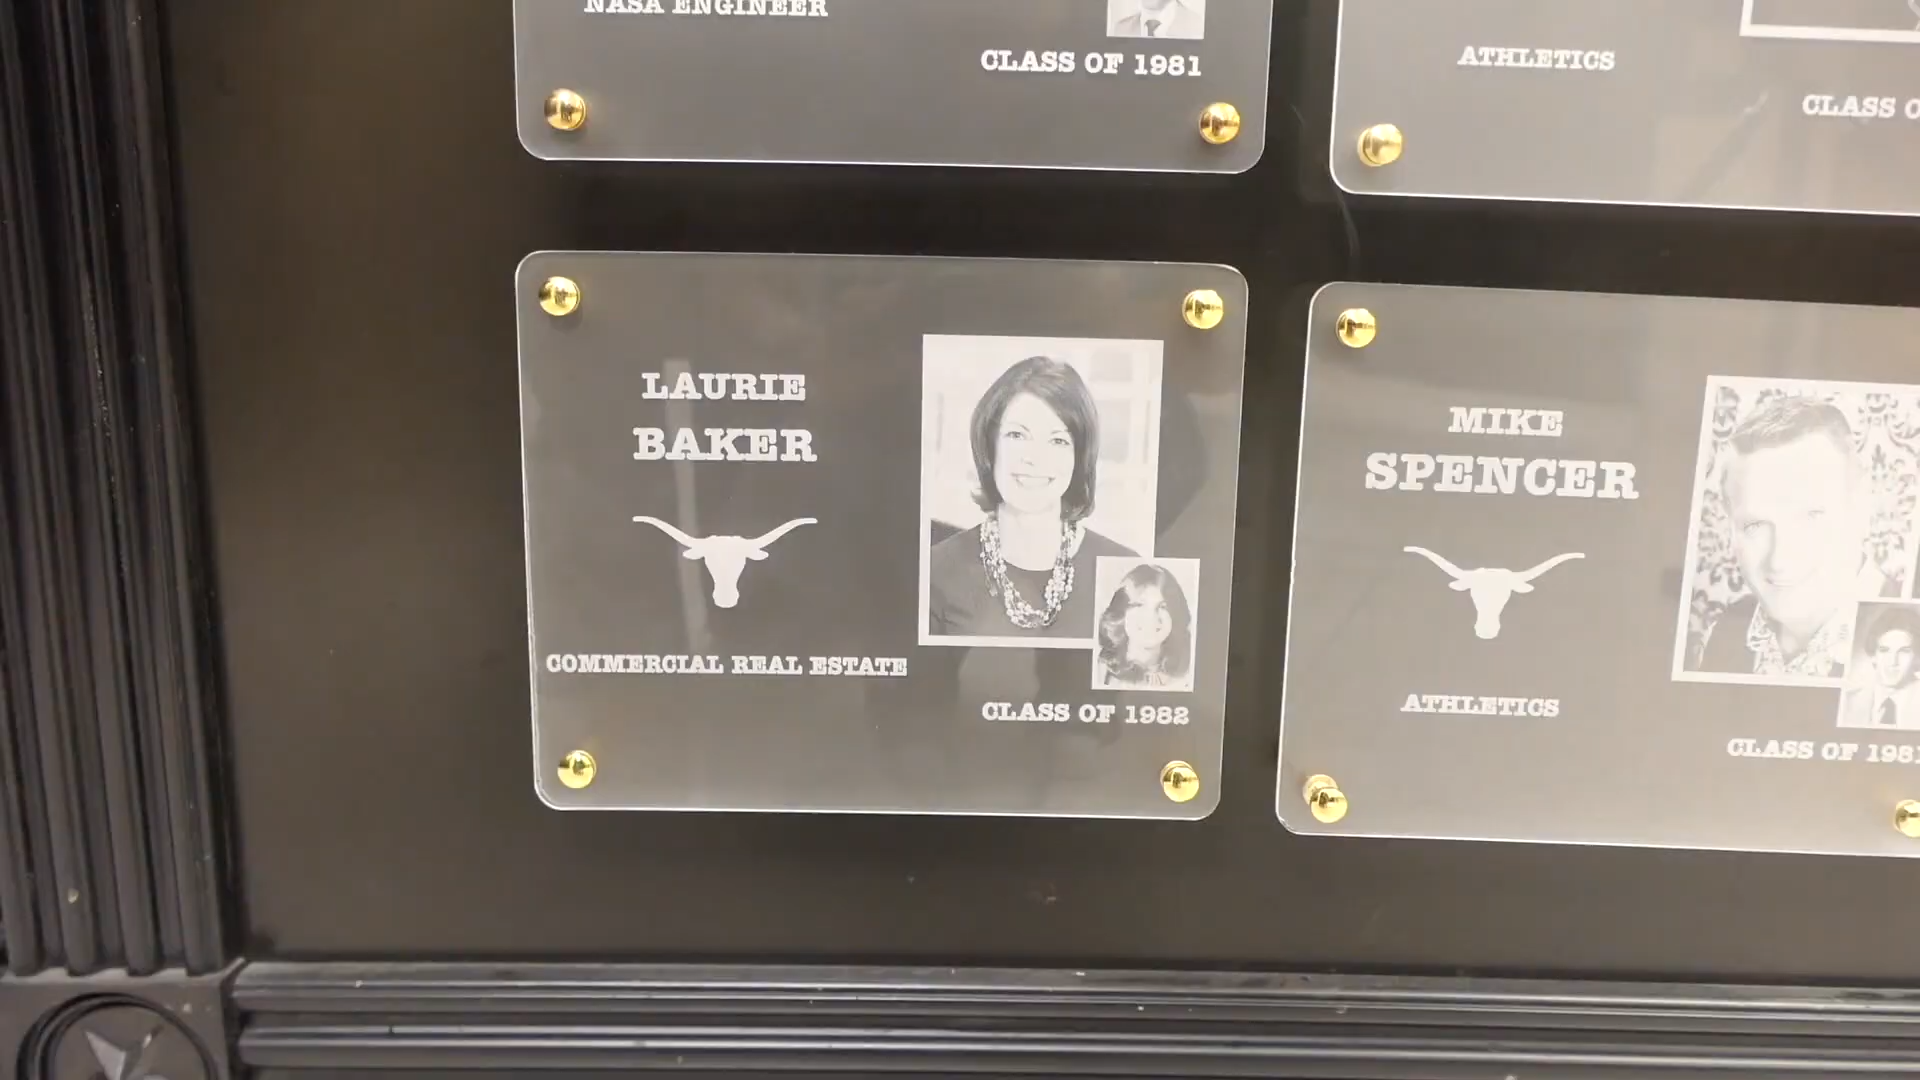 NASA ENGINEER
CLASS OF 1981
ATHLETICS
CLASS O
LAURIE
BAKER
COMMERCIAL REAL ESTATE
CLASS OF 1982
MIKE
SPENCER
ATHLETICS
CLASS OF 1981